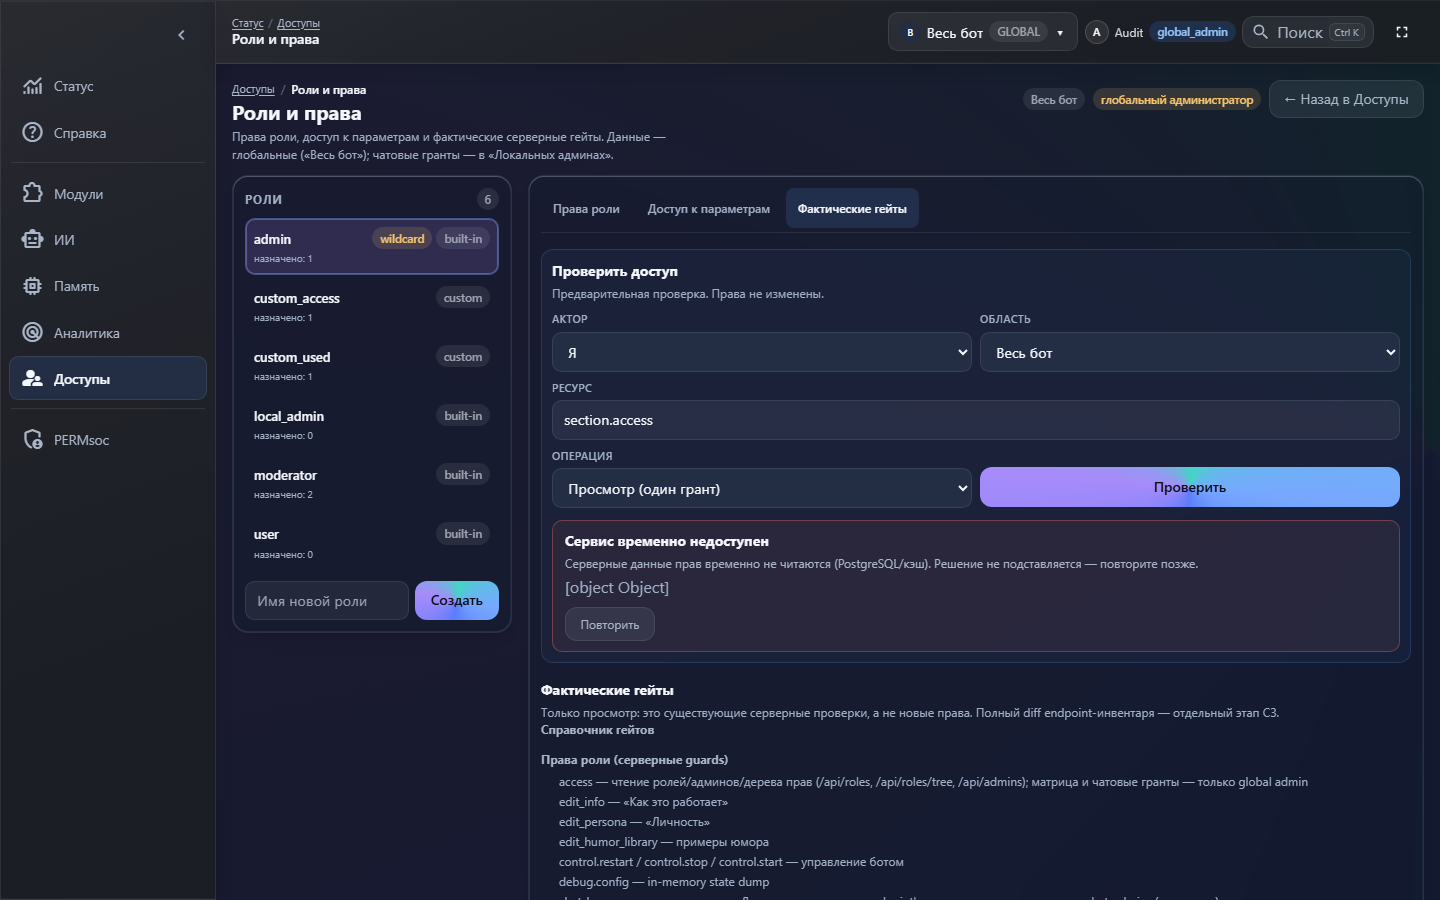 Статус / Доступы
Роли и права
В Весь бот GLOBAL ▾
A Audit global_admin
Поиск Ctrl K
Статус
Справка
Модули
ИИ
Память
Аналитика
Доступы
PERMsoc
Доступы / Роли и права
Роли и права
Права роли, доступ к параметрам и фактические серверные гейты. Данные —
глобальные («Весь бот»); чатовые гранты — в «Локальных админах».
Весь бот глобальный администратор ← Назад в Доступы
РОЛИ 6
admin wildcard built-in
назначено: 1
custom_access custom
назначено: 1
custom_used custom
назначено: 1
local_admin built-in
назначено: 0
moderator built-in
назначено: 2
user built-in
назначено: 0
Имя новой роли Создать
Права роли Доступ к параметрам Фактические гейты
Проверить доступ
Предварительная проверка. Права не изменены.
АКТОР ОБЛАСТЬ
Я Весь бот
РЕСУРС
section.access
ОПЕРАЦИЯ
Просмотр (один грант) Проверить
Сервис временно недоступен
Серверные данные прав временно не читаются (PostgreSQL/кэш). Решение не подставляется — повторите позже.
[object Object]
Повторить
Фактические гейты
Только просмотр: это существующие серверные проверки, а не новые права. Полный diff endpoint-инвентаря — отдельный этап C3.
Справочник гейтов
Права роли (серверные guards)
access — чтение ролей/админов/дерева прав (/api/roles, /api/roles/tree, /api/admins); матрица и чатовые гранты — только global admin
edit_info — «Как это работает»
edit_persona — «Личность»
edit_humor_library — примеры юмора
control.restart / control.stop / control.start — управление ботом
debug.config — in-memory state dump